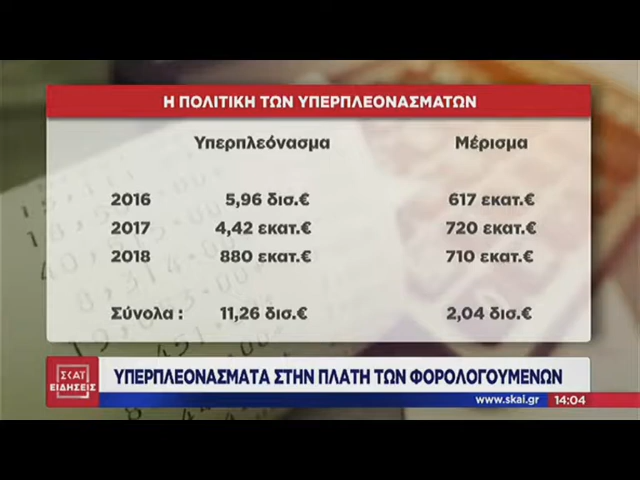 Η ΠΟΛΙΤΙΚΗ ΤΩΝ ΥΠΕΡΠΛΕΟΝΑΣΜΑΤΩΝ
Υπερπλεόνασμα Μέρισμα
2016 5,96 δισ.€ 617 εκατ.€
2017 4,42 εκατ.€ 720 εκατ.€
2018 880 εκατ.€ 710 εκατ.€
Σύνολα : 11,26 δισ.€ 2,04 δισ.€
ΣΚΑΪ
ΕΙΔΗΣΕΙΣ
ΥΠΕΡΠΛΕΟΝΑΣΜΑΤΑ ΣΤΗΝ ΠΛΑΤΗ ΤΩΝ ΦΟΡΟΛΟΓΟΥΜΕΝΩΝ
www.skai.gr 14:04